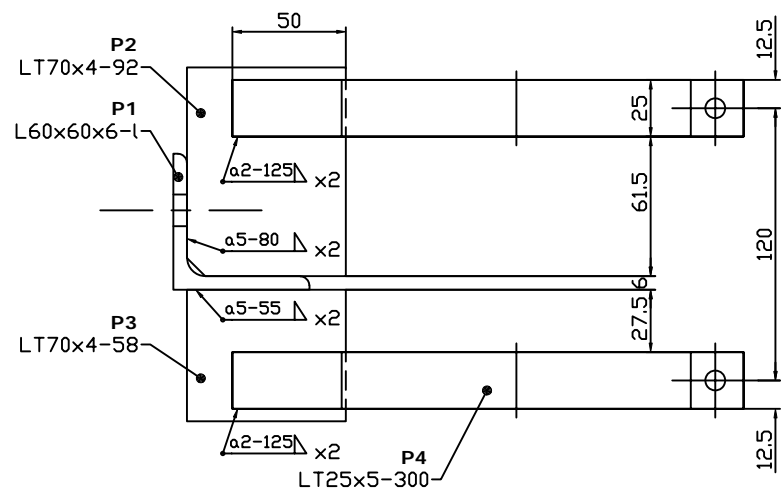 50
12.5
P2
LT70x4-92
P1
L60x60x6-l
25
a2-125 x2
61.5
120
a5-80 x2
6
a5-55 x2
27.5
P3
LT70x4-58
a2-125 x2
P4
LT25x5-300
12.5